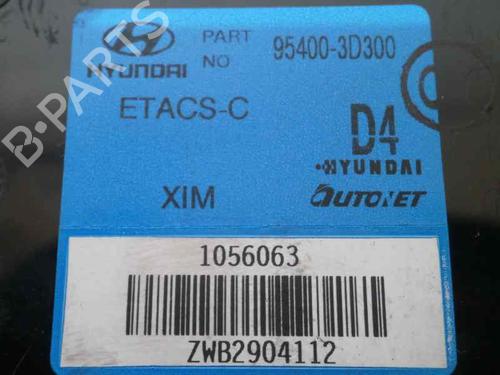 PART NO 95400-3D300
HYUNDAI
ETACS-C
D4
HYUNDAI
XIM
AUTONET
1056063
ZWB2904112
B-PARTS